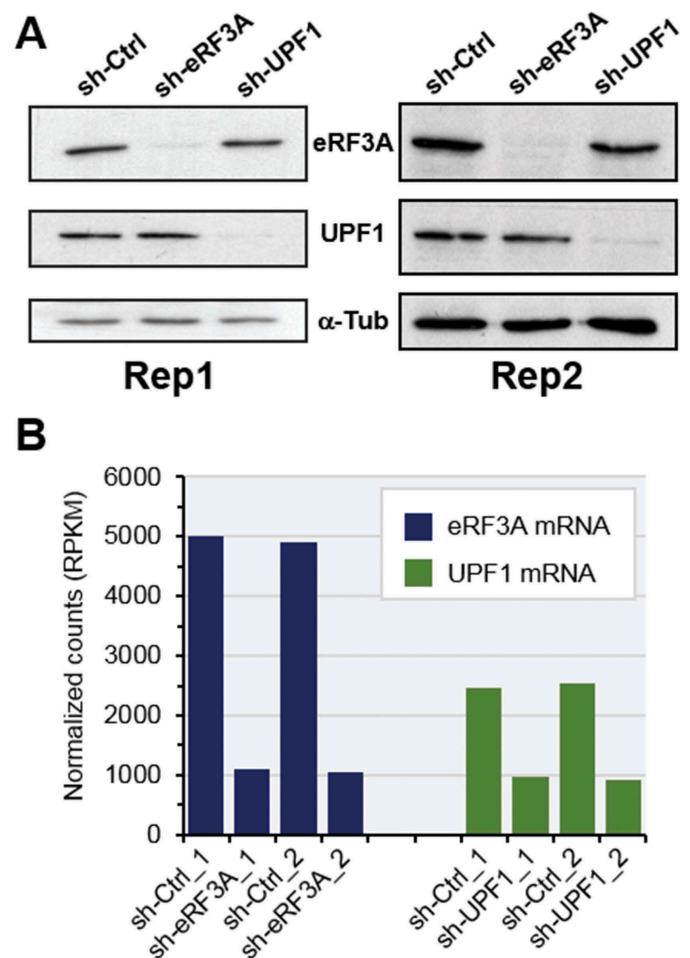 A
sh-Ctrl
sh-eRF3A
sh-UPF1
sh-Ctrl
sh-eRF3A
sh-UPF1
eRF3A
UPF1
α-Tub
Rep1
Rep2
B
Normalized counts (RPKM)
6000
5000
4000
3000
2000
1000
0
eRF3A mRNA
UPF1 mRNA
sh-Ctrl_1
sh-eRF3A_1
sh-Ctrl_2
sh-eRF3A_2
sh-Ctrl_1
sh-UPF1_1
sh-Ctrl_2
sh-UPF1_2